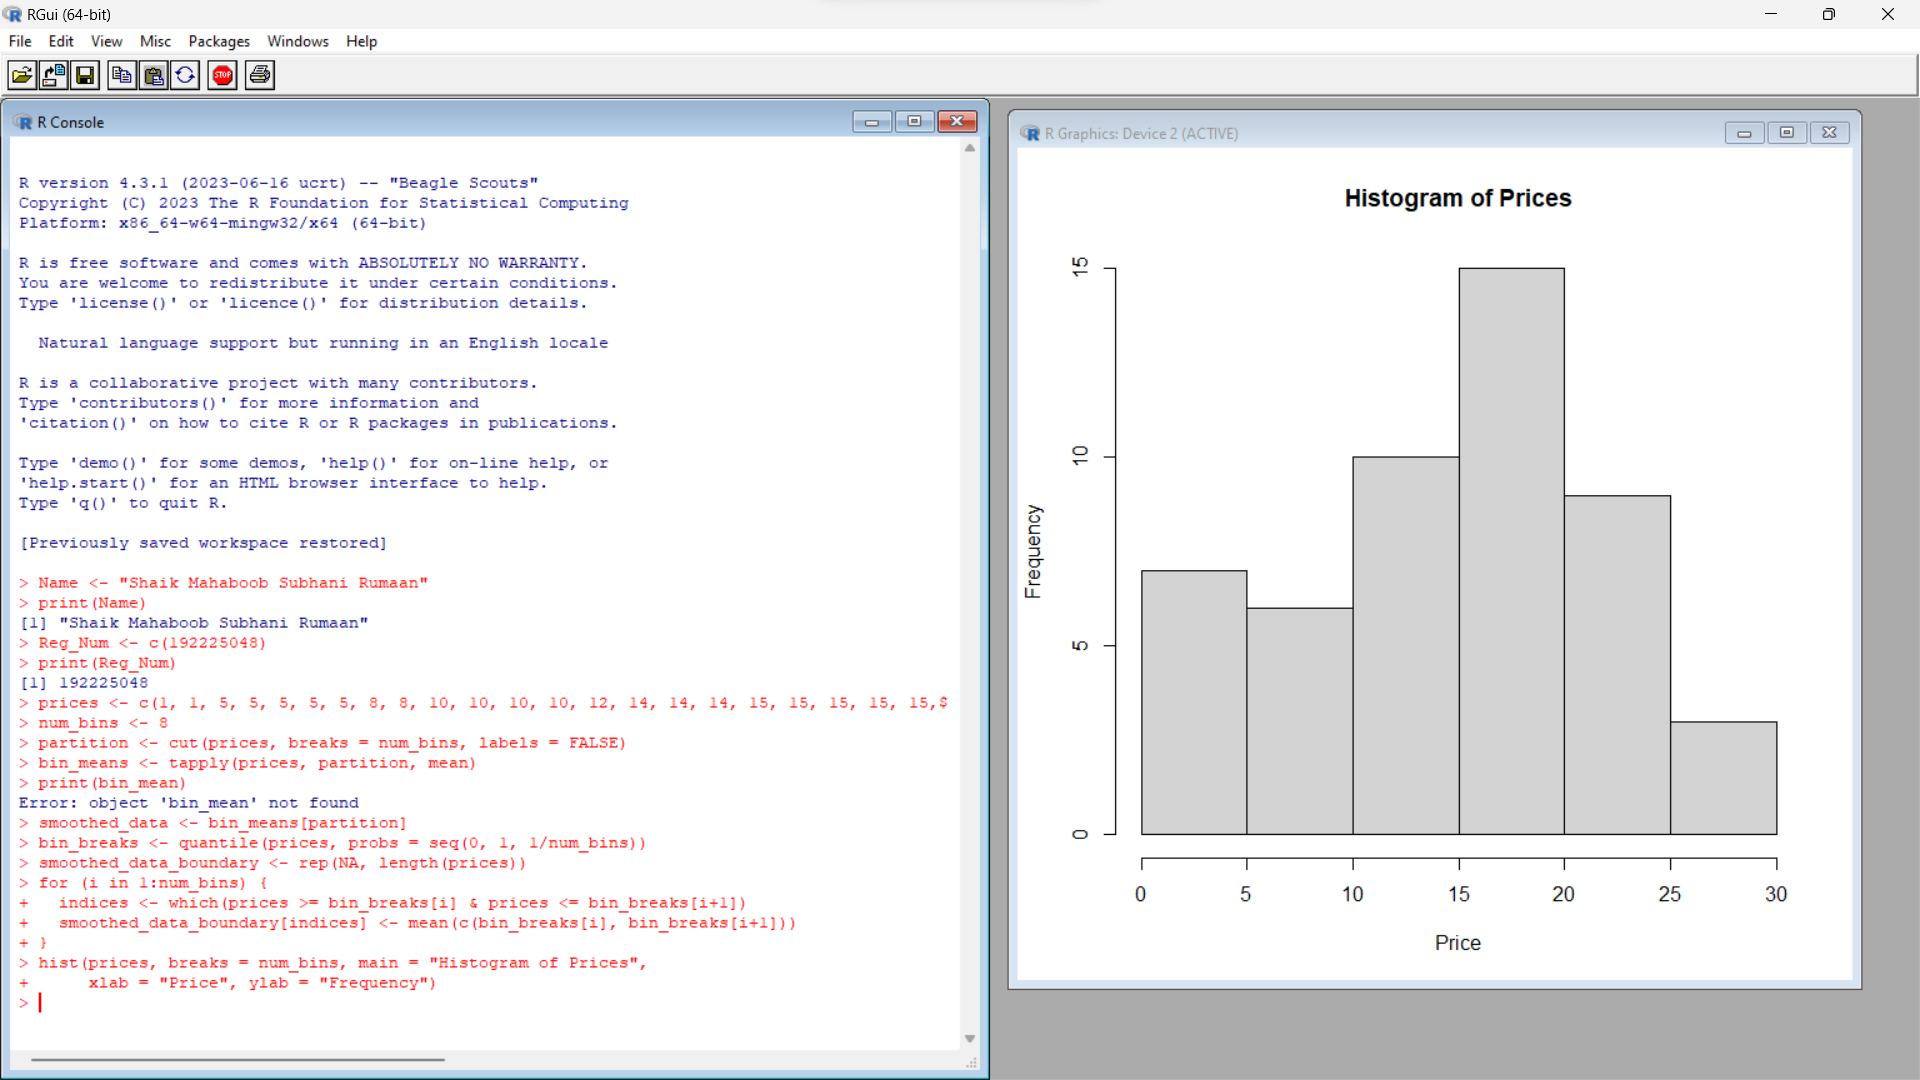 RGui (64-bit)
File Edit View Misc Packages Windows Help
STOP
R Console
R version 4.3.1 (2023-06-16 ucrt) -- "Beagle Scouts"
Copyright (C) 2023 The R Foundation for Statistical Computing
Platform: x86_64-w64-mingw32/x64 (64-bit)
R is free software and comes with ABSOLUTELY NO WARRANTY.
You are welcome to redistribute it under certain conditions.
Type 'license()' or 'licence()' for distribution details.
Natural language support but running in an English locale
R is a collaborative project with many contributors.
Type 'contributors()' for more information and
'citation()' on how to cite R or R packages in publications.
Type 'demo()' for some demos, 'help()' for on-line help, or
'help.start()' for an HTML browser interface to help.
Type 'q()' to quit R.
[Previously saved workspace restored]
> Name <- "Shaik Mahaboob Subhani Rumaan"
> print(Name)
[1] "Shaik Mahaboob Subhani Rumaan"
> Reg_Num <- c(192225048)
> print(Reg_Num)
[1] 192225048
> prices <- c(1, 1, 5, 5, 5, 5, 5, 8, 8, 10, 10, 10, 10, 12, 14, 14, 14, 15, 15, 15, 15, 15,$
> num_bins <- 8
> partition <- cut(prices, breaks = num_bins, labels = FALSE)
> bin_means <- tapply(prices, partition, mean)
> print(bin_mean)
Error: object 'bin_mean' not found
> smoothed_data <- bin_means[partition]
> bin_breaks <- quantile(prices, probs = seq(0, 1, 1/num_bins))
> smoothed_data_boundary <- rep(NA, length(prices))
> for (i in 1:num_bins) {
+   indices <- which(prices >= bin_breaks[i] & prices <= bin_breaks[i+1])
+   smoothed_data_boundary[indices] <- mean(c(bin_breaks[i], bin_breaks[i+1]))
+ }
> hist(prices, breaks = num_bins, main = "Histogram of Prices",
+      xlab = "Price", ylab = "Frequency")
>
R Graphics: Device 2 (ACTIVE)
Histogram of Prices
15
10
5
0
Frequency
0 5 10 15 20 25 30
Price